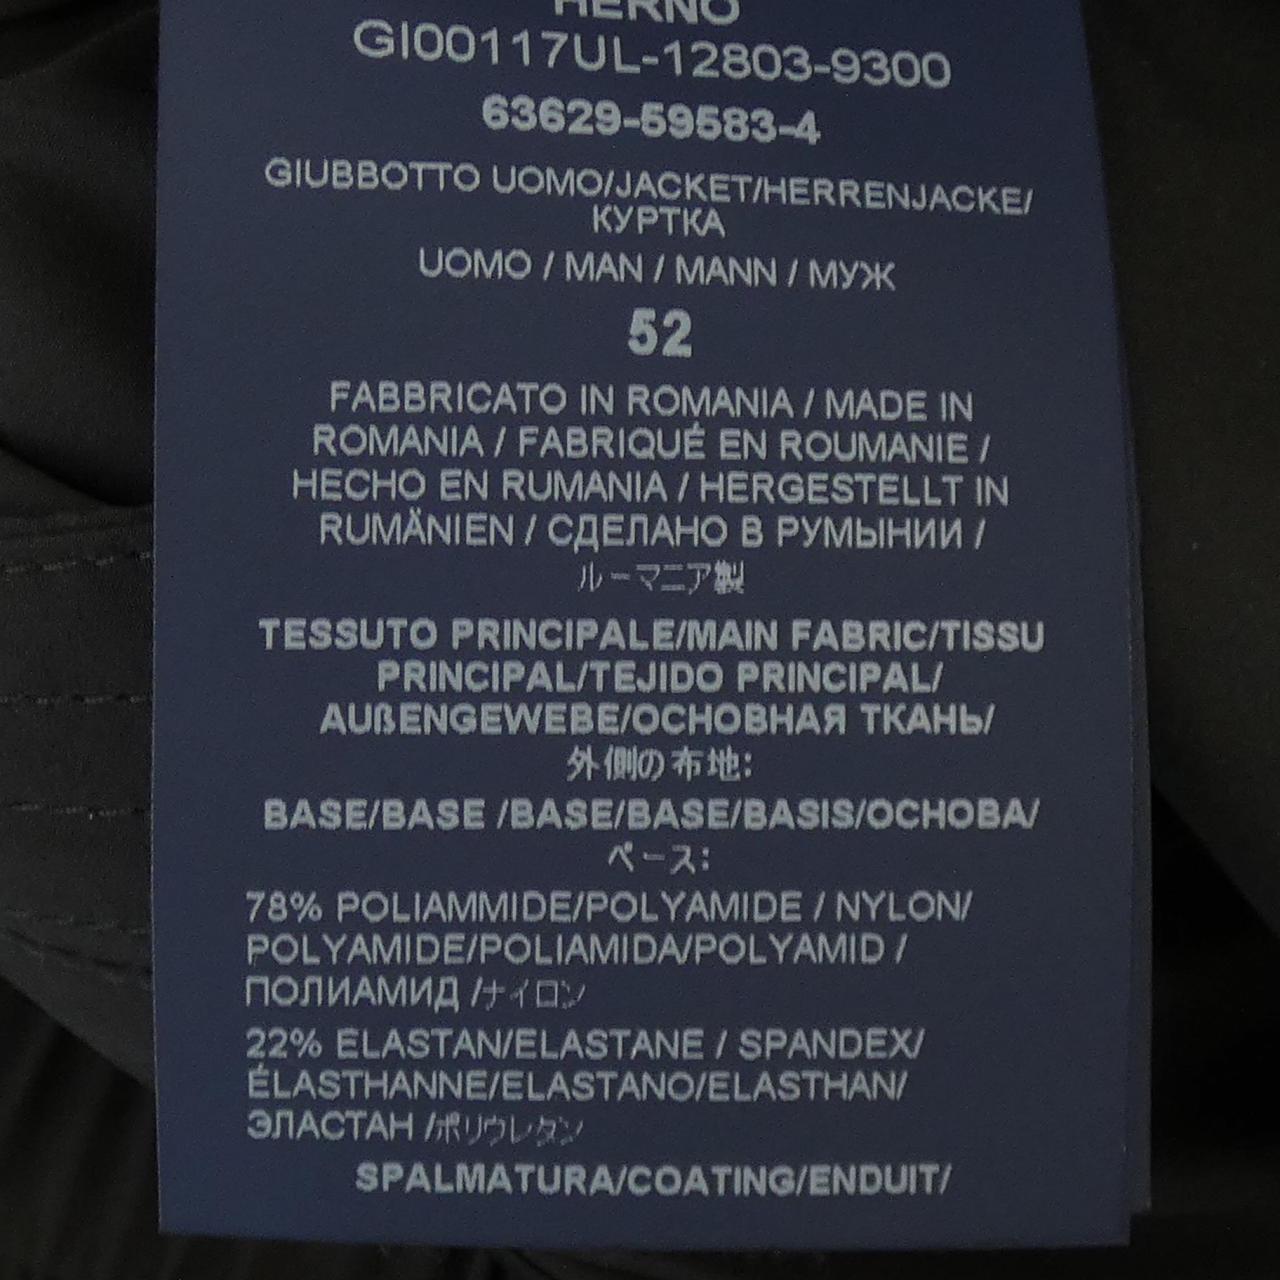 HERNO
GI00117UL-12803-9300
63629-59583-4
GIUBBOTTO UOMO/JACKET/HERRENJACKE/
КУРТКА
UOMO / MAN / MANN / МУЖ
52
FABBRICATO IN ROMANIA / MADE IN
ROMANIA / FABRIQUÉ EN ROUMANIE /
HECHO EN RUMANIA / HERGESTELLT IN
RUMÄNIEN / СДЕЛАНО В РУМЫНИИ /
ルーマニア製
TESSUTO PRINCIPALE/MAIN FABRIC/TISSU
PRINCIPAL/TEJIDO PRINCIPAL/
AUßENGEWEBE/ОСНОВНАЯ ТКАНЬ/
外側の布地:
BASE/BASE /BASE/BASE/BASIS/ОСНОВА/
ベース:
78% POLIAMMIDE/POLYAMIDE / NYLON/
POLYAMIDE/POLIAMIDA/POLYAMID /
ПОЛИАМИД /ナイロン
22% ELASTAN/ELASTANE / SPANDEX/
ÉLASTHANNE/ELASTANO/ELASTHAN/
ЭЛАСТАН /ポリウレタン
SPALMATURA/COATING/ENDUIT/